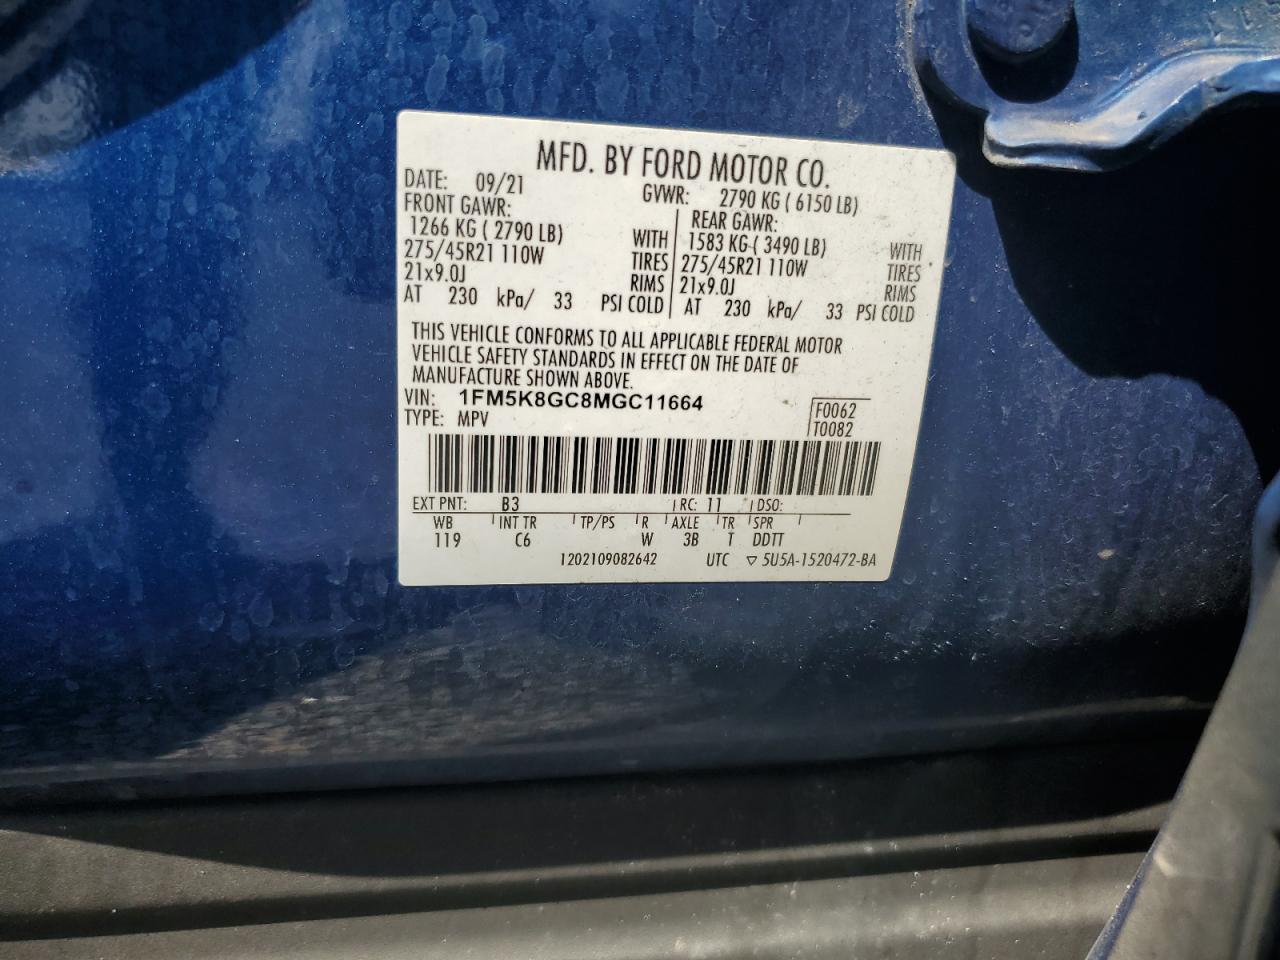 MFD. BY FORD MOTOR CO.
DATE: 09/21 GVWR: 2790 KG ( 6150 LB)
FRONT GAWR: REAR GAWR:
1266 KG ( 2790 LB) WITH 1583 KG ( 3490 LB) WITH
275/45R21 110W TIRES 275/45R21 110W TIRES
21x9.0J RIMS 21x9.0J RIMS
AT 230 kPa/ 33 PSI COLD AT 230 kPa/ 33 PSI COLD
THIS VEHICLE CONFORMS TO ALL APPLICABLE FEDERAL MOTOR
VEHICLE SAFETY STANDARDS IN EFFECT ON THE DATE OF
MANUFACTURE SHOWN ABOVE.
VIN: 1FM5K8GC8MGC11664 F0062
TYPE: MPV T0082
EXT PNT: B3 RC: 11 DSO:
WB INT TR TP/PS R AXLE TR SPR
119 C6 W 3B T DDTT
1202109082642 UTC ▽ 5U5A-1520472-BA